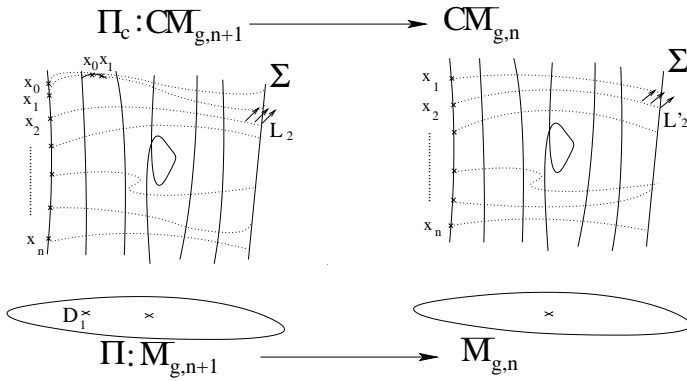 Π_c : CM̅_{g,n+1} → CM̅_{g,n}
x_0 x_1
x_0
x_1
x_2
x_n
Σ
L_2
x_1
x_2
x_n
Σ
L'_2
D_1
Π: M̅_{g,n+1} → M̅_{g,n}